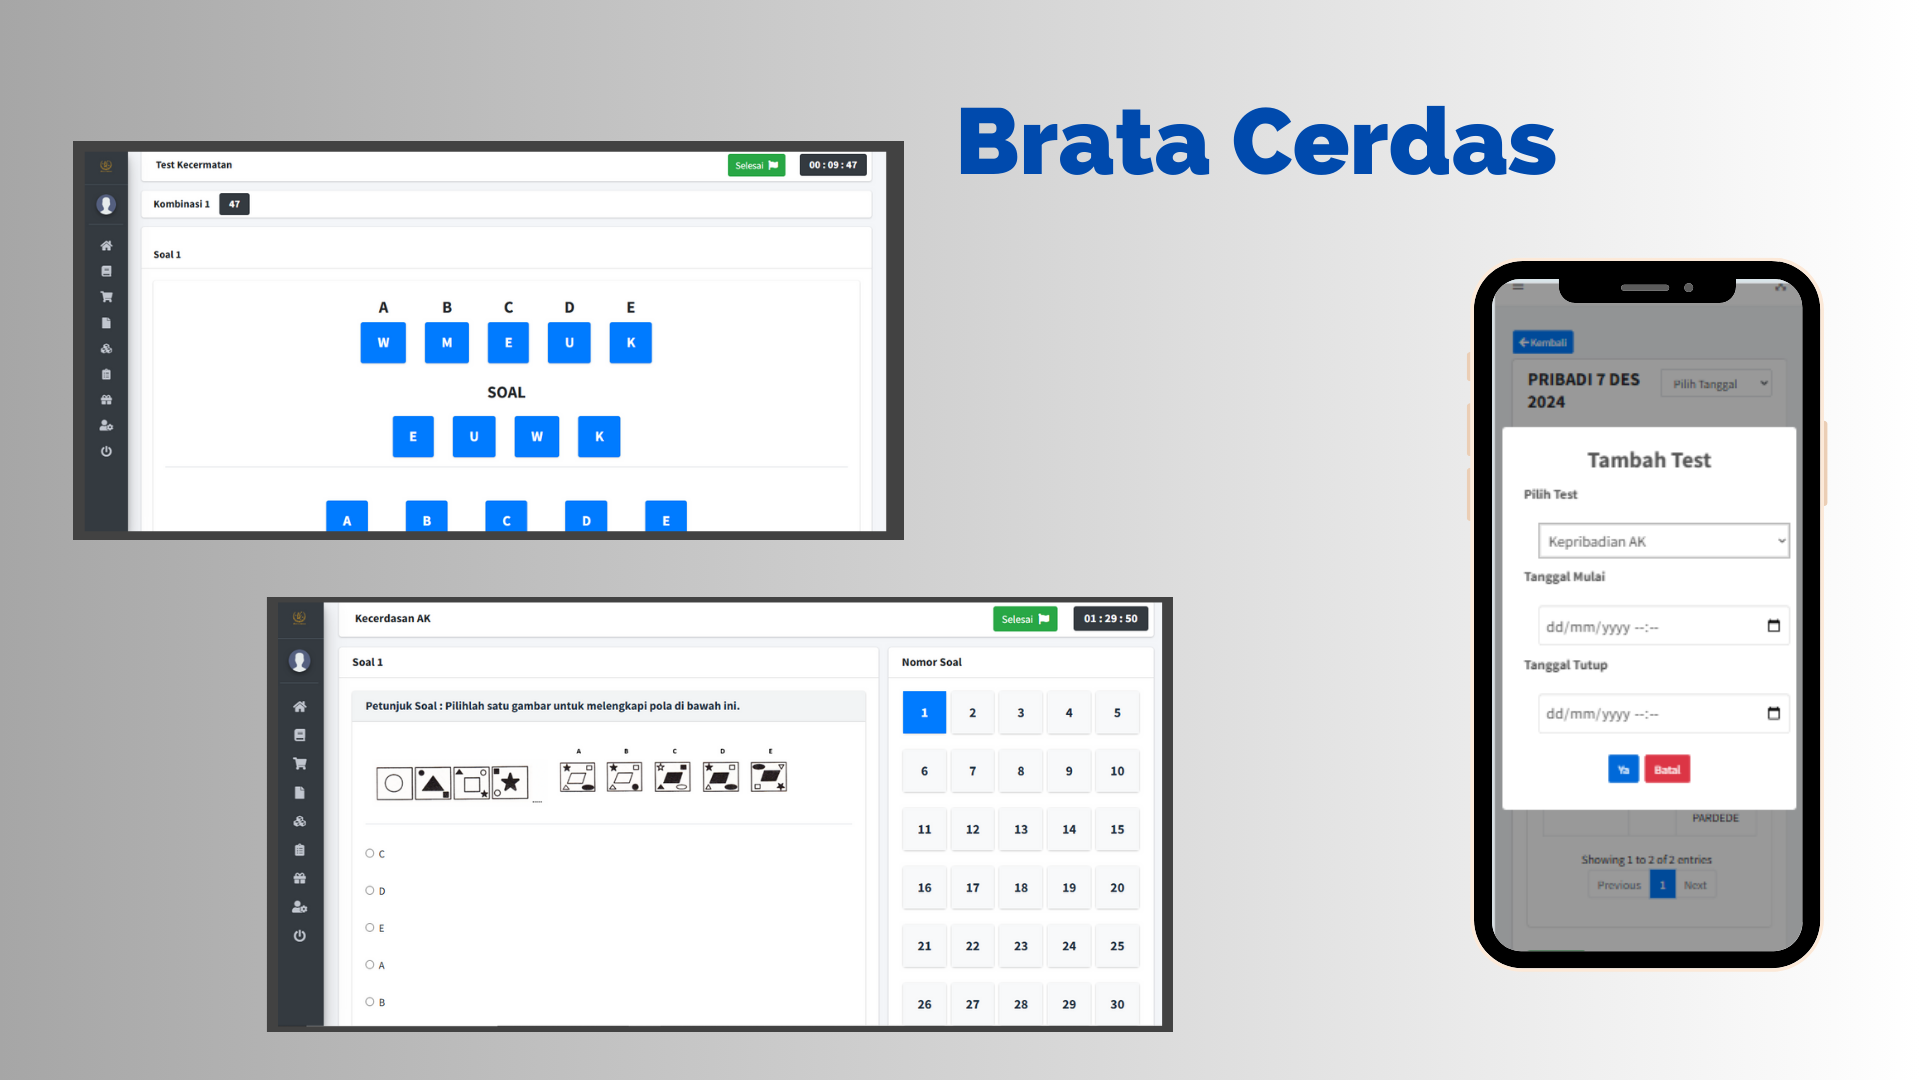 Brata Cerdas
Test Kecermatan
Selesai
00 : 09 : 47
Kombinasi 1
47
Soal 1
A B C D E
W M E U K
SOAL
E U W K
A B C D E
Kecerdasan AK
Selesai
01 : 29 : 50
Soal 1
Petunjuk Soal : Pilihlah satu gambar untuk melengkapi pola di bawah ini.
A B C D E
C
D
E
A
B
Nomor Soal
1 2 3 4 5
6 7 8 9 10
11 12 13 14 15
16 17 18 19 20
21 22 23 24 25
26 27 28 29 30
Kembali
PRIBADI 7 DES
2024
Pilih Tanggal
Tambah Test
Pilih Test
Kepribadian AK
Tanggal Mulai
dd/mm/yyyy --:--
Tanggal Tutup
dd/mm/yyyy --:--
Ya Batal
PARDEDE
Showing 1 to 2 of 2 entries
Previous 1 Next